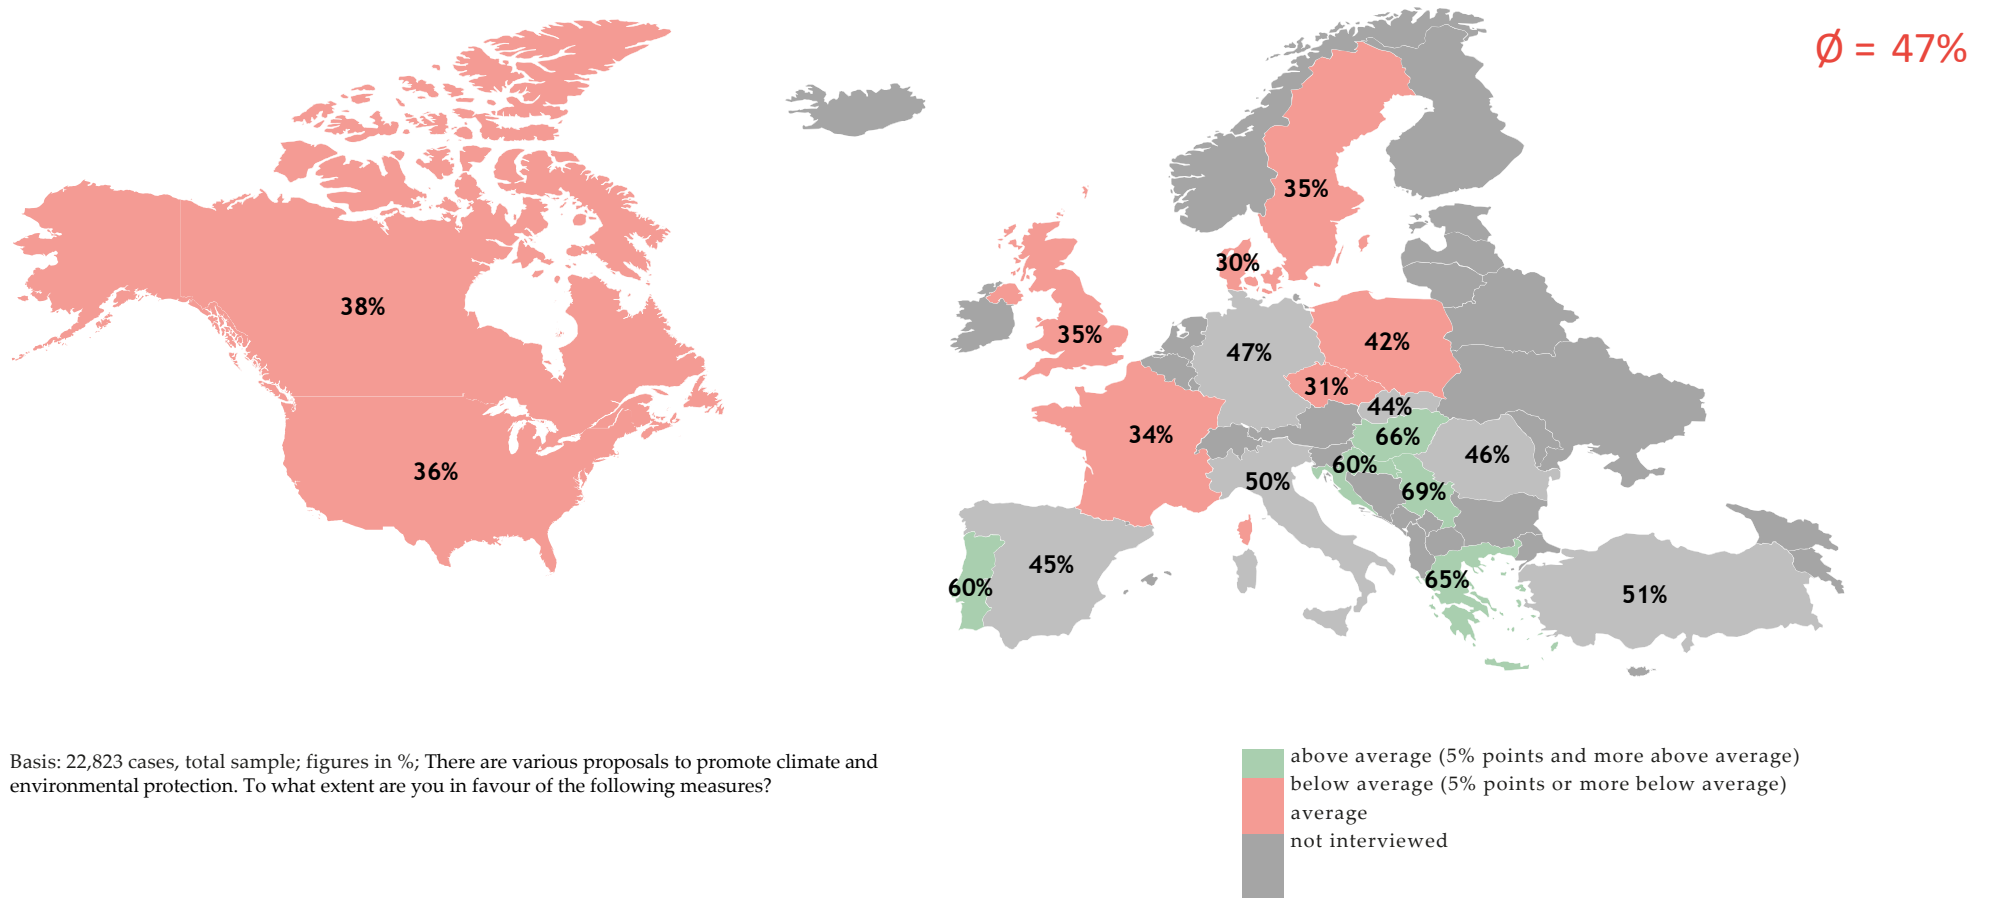 Ø = 47%
35%
30%
38%
35%
42%
47%
31%
44%
34%
66%
46%
60%
36%
50%
69%
45%
65%
60%
51%
Basis: 22,823 cases, total sample; figures in %; There are various proposals to promote climate and
environmental protection. To what extent are you in favour of the following measures?
above average (5% points and more above average)
below average (5% points or more below average)
average
not interviewed